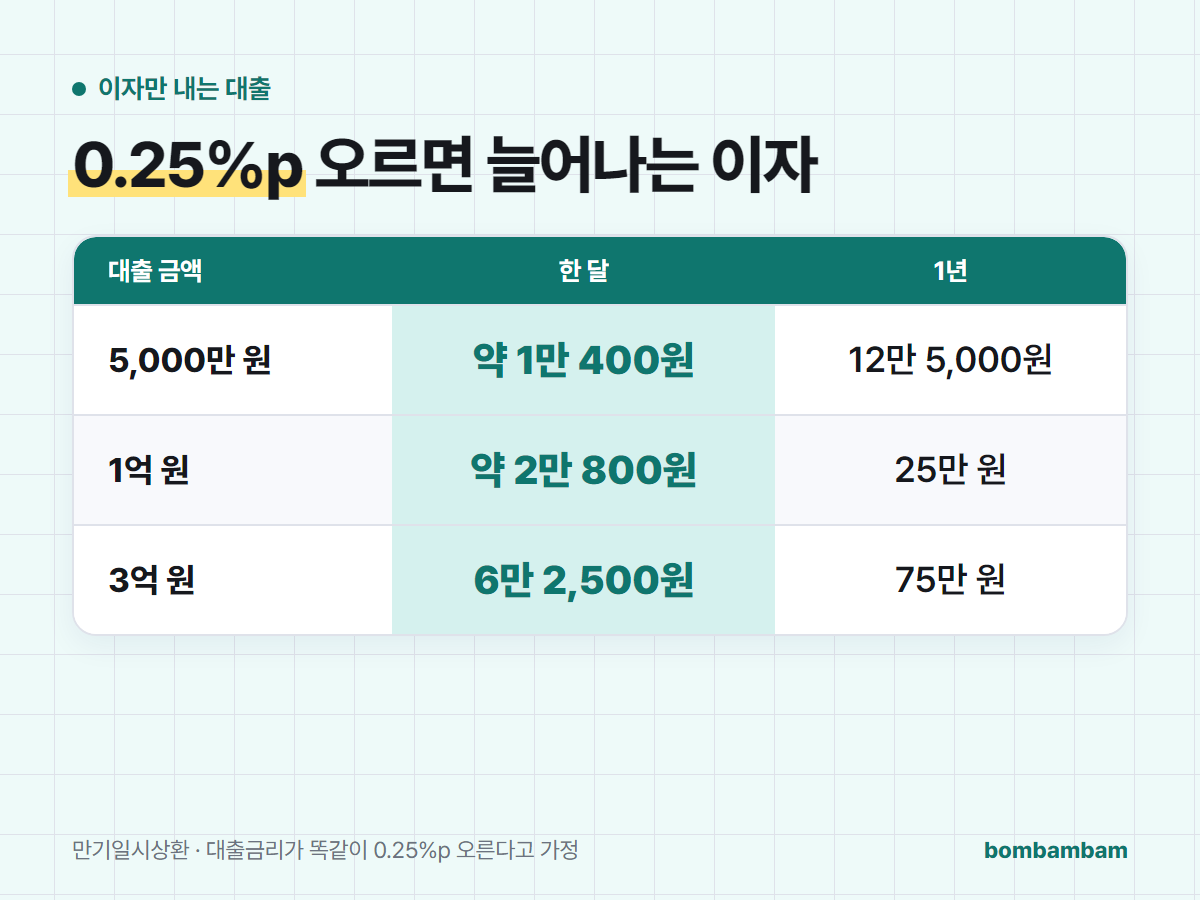 이자만 내는 대출
0.25%p 오르면 늘어나는 이자
대출 금액 한 달 1년
5,000만 원 약 1만 400원 12만 5,000원
1억 원 약 2만 800원 25만 원
3억 원 6만 2,500원 75만 원
만기일시상환 · 대출금리가 똑같이 0.25%p 오른다고 가정
bombambam